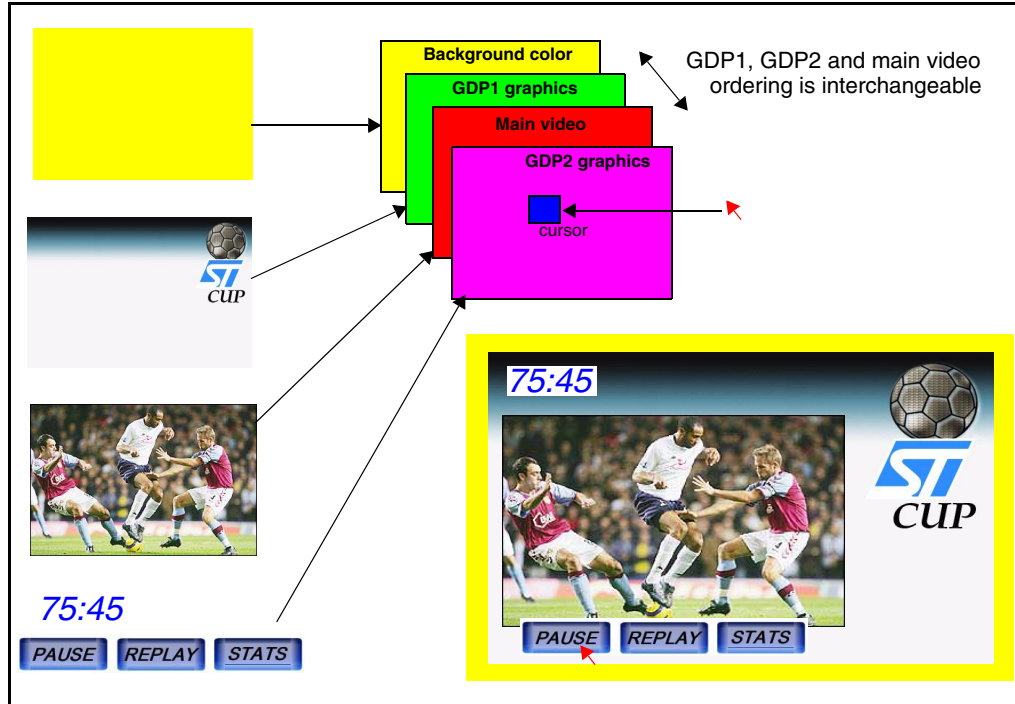 Background color
GDP1 graphics
Main video
GDP2 graphics
cursor
GDP1, GDP2 and main video
ordering is interchangeable
ST
CUP
75:45
PAUSE
REPLAY
STATS
75:45
ST
CUP
PAUSE
REPLAY
STATS